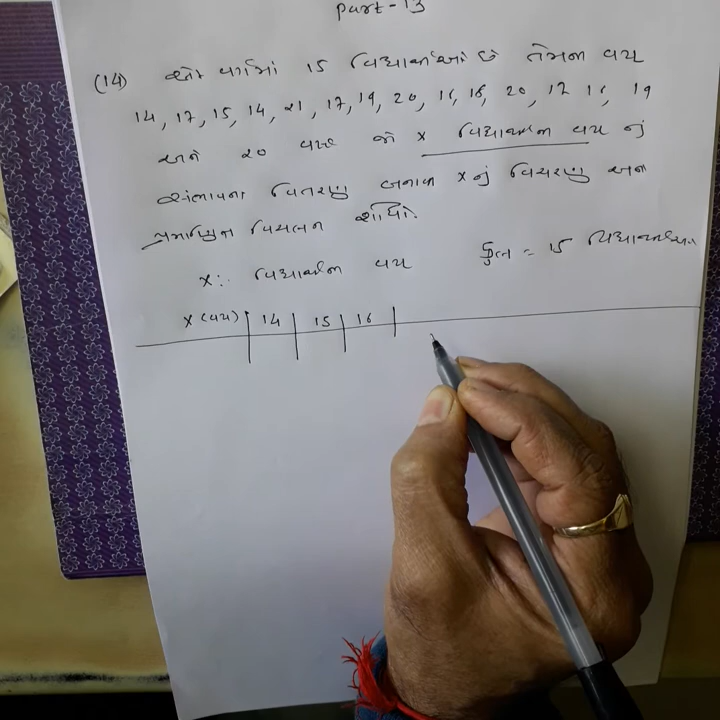 part-13
(14) એક વર્ગમાં 15 વિદ્યાર્થીઓ છે તેમના વય
14, 17, 15, 14, 21, 17, 19, 20, 16, 18, 20, 17, 16, 19
અને 20 વર્ષ જો X વિદ્યાર્થીની વય નું
સંભાવના વિતરણ બનાવો X નું વિચરણ અને
પ્રમાણિત વિચલન શોધો.
X: વિદ્યાર્થીની વય
કુલ = 15 વિદ્યાર્થીઓ
X (વય) 14 15 16